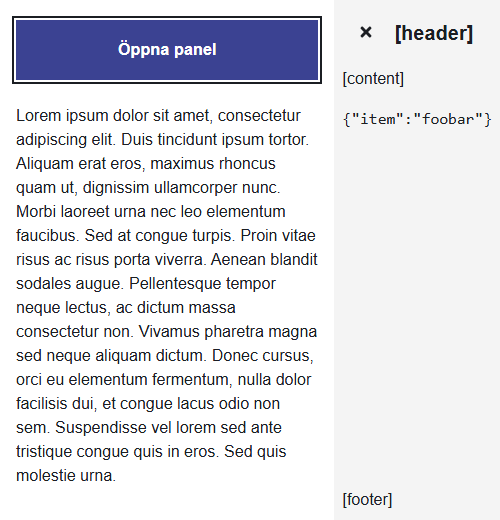 Öppna panel
Lorem ipsum dolor sit amet, consectetur
adipiscing elit. Duis tincidunt ipsum tortor.
Aliquam erat eros, maximus rhoncus
quam ut, dignissim ullamcorper nunc.
Morbi laoreet urna nec leo elementum
faucibus. Sed at congue turpis. Proin vitae
risus ac risus porta viverra. Aenean blandit
sodales augue. Pellentesque tempor
neque lectus, ac dictum massa
consectetur non. Vivamus pharetra magna
sed neque aliquam dictum. Donec cursus,
orci eu elementum fermentum, nulla dolor
facilisis dui, et congue lacus odio non
sem. Suspendisse vel lorem sed ante
tristique congue quis in eros. Sed quis
molestie urna.
× [header]
[content]
{"item":"foobar"}
[footer]